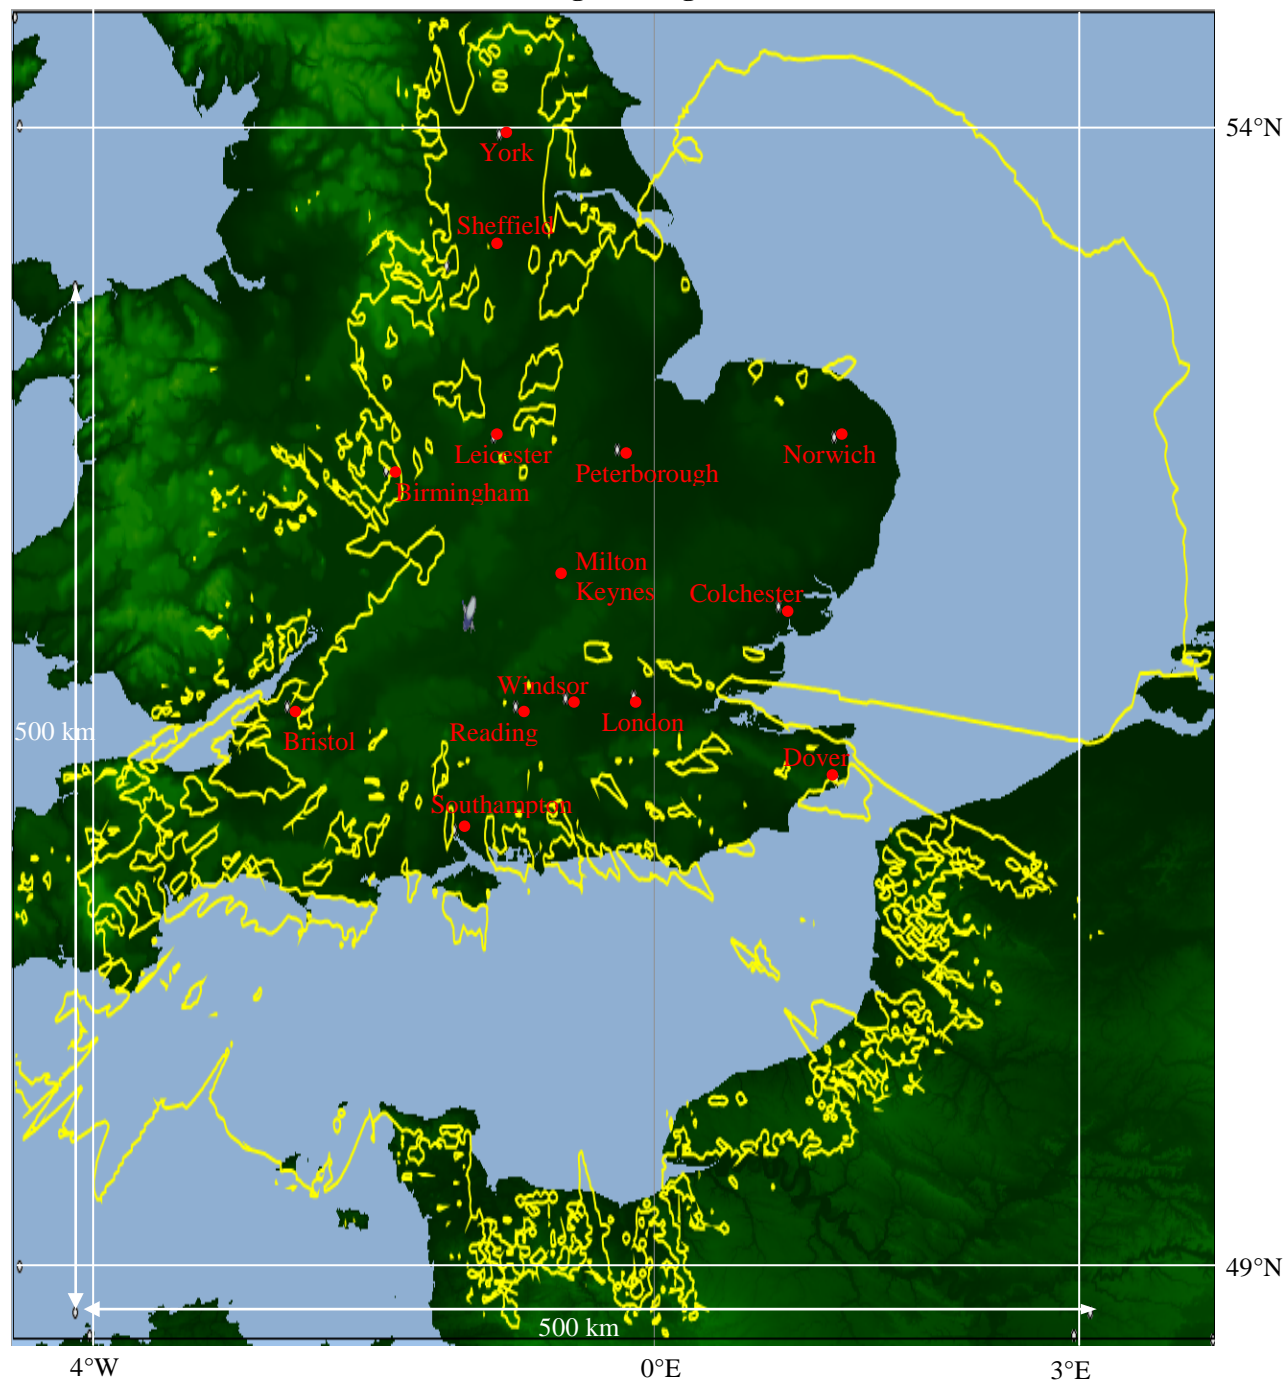 54°N
York
Sheffield
Leicester
Peterborough
Norwich
Birmingham
Milton
Keynes
Colchester
Windsor
London
Reading
Bristol
500 km
Dover
Southampton
49°N
500 km
4°W
0°E
3°E